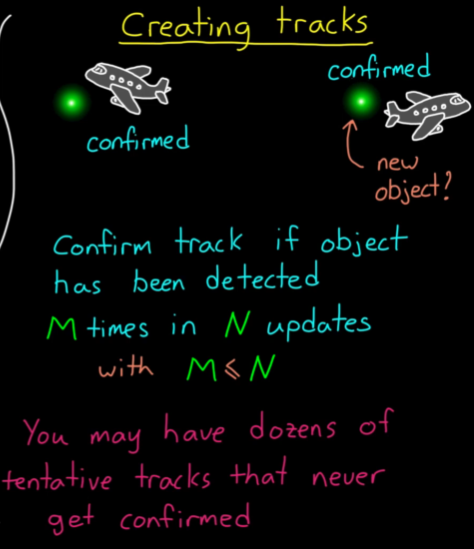 Creating tracks
confirmed
confirmed
new
object?
Confirm track if object
has been detected
M times in N updates
with M ≤ N
You may have dozens of
tentative tracks that never
get confirmed